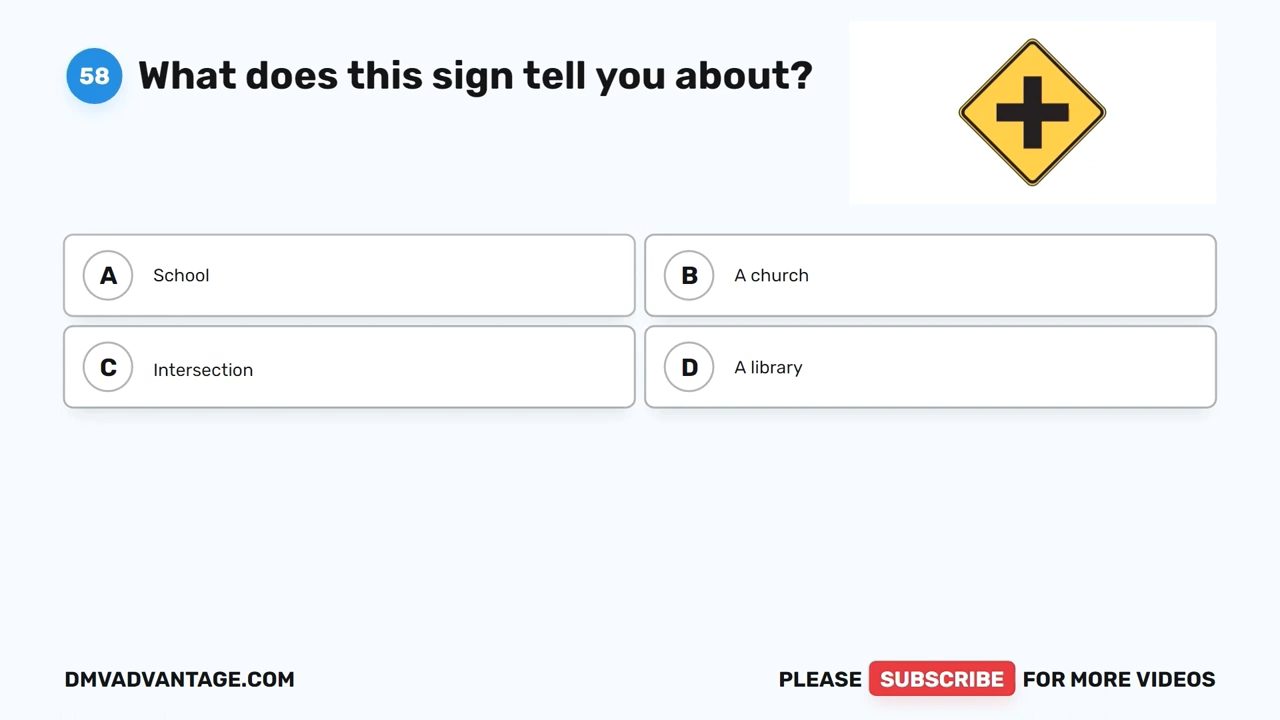 58 What does this sign tell you about?
A School
B A church
C Intersection
D A library
DMVADVANTAGE.COM
PLEASE SUBSCRIBE FOR MORE VIDEOS